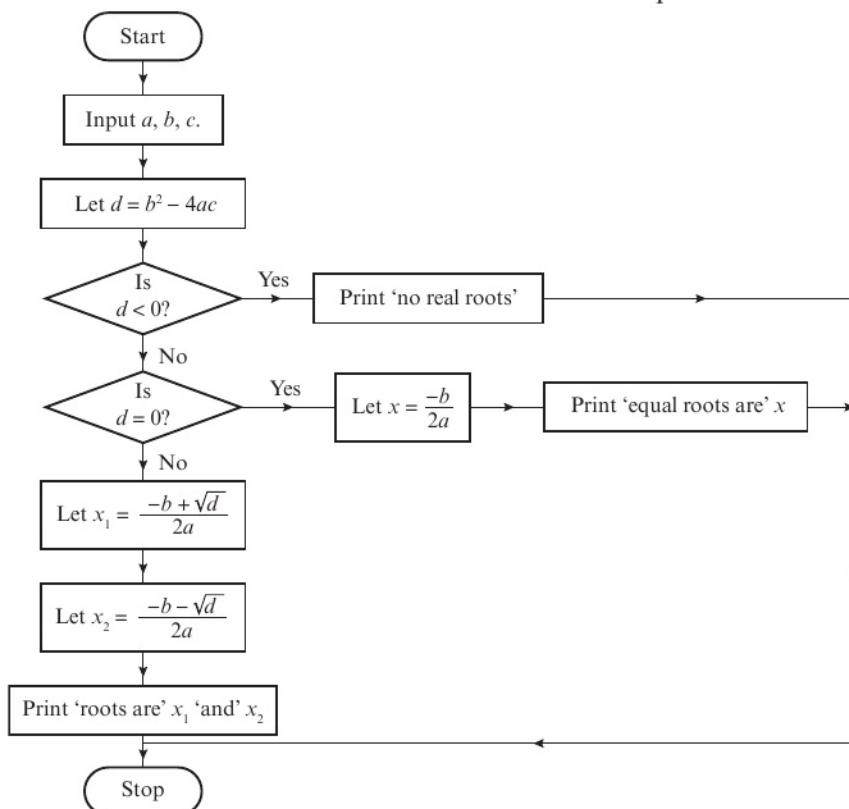 Start
Input a, b, c.
Let d = b² – 4ac
Is
d < 0?
Yes
Print ‘no real roots’
No
Is
d = 0?
Yes
Let x = –b/2a
Print ‘equal roots are’ x
No
Let x₁ = (–b + √d)/2a
Let x₂ = (–b – √d)/2a
Print ‘roots are’ x₁ ‘and’ x₂
Stop